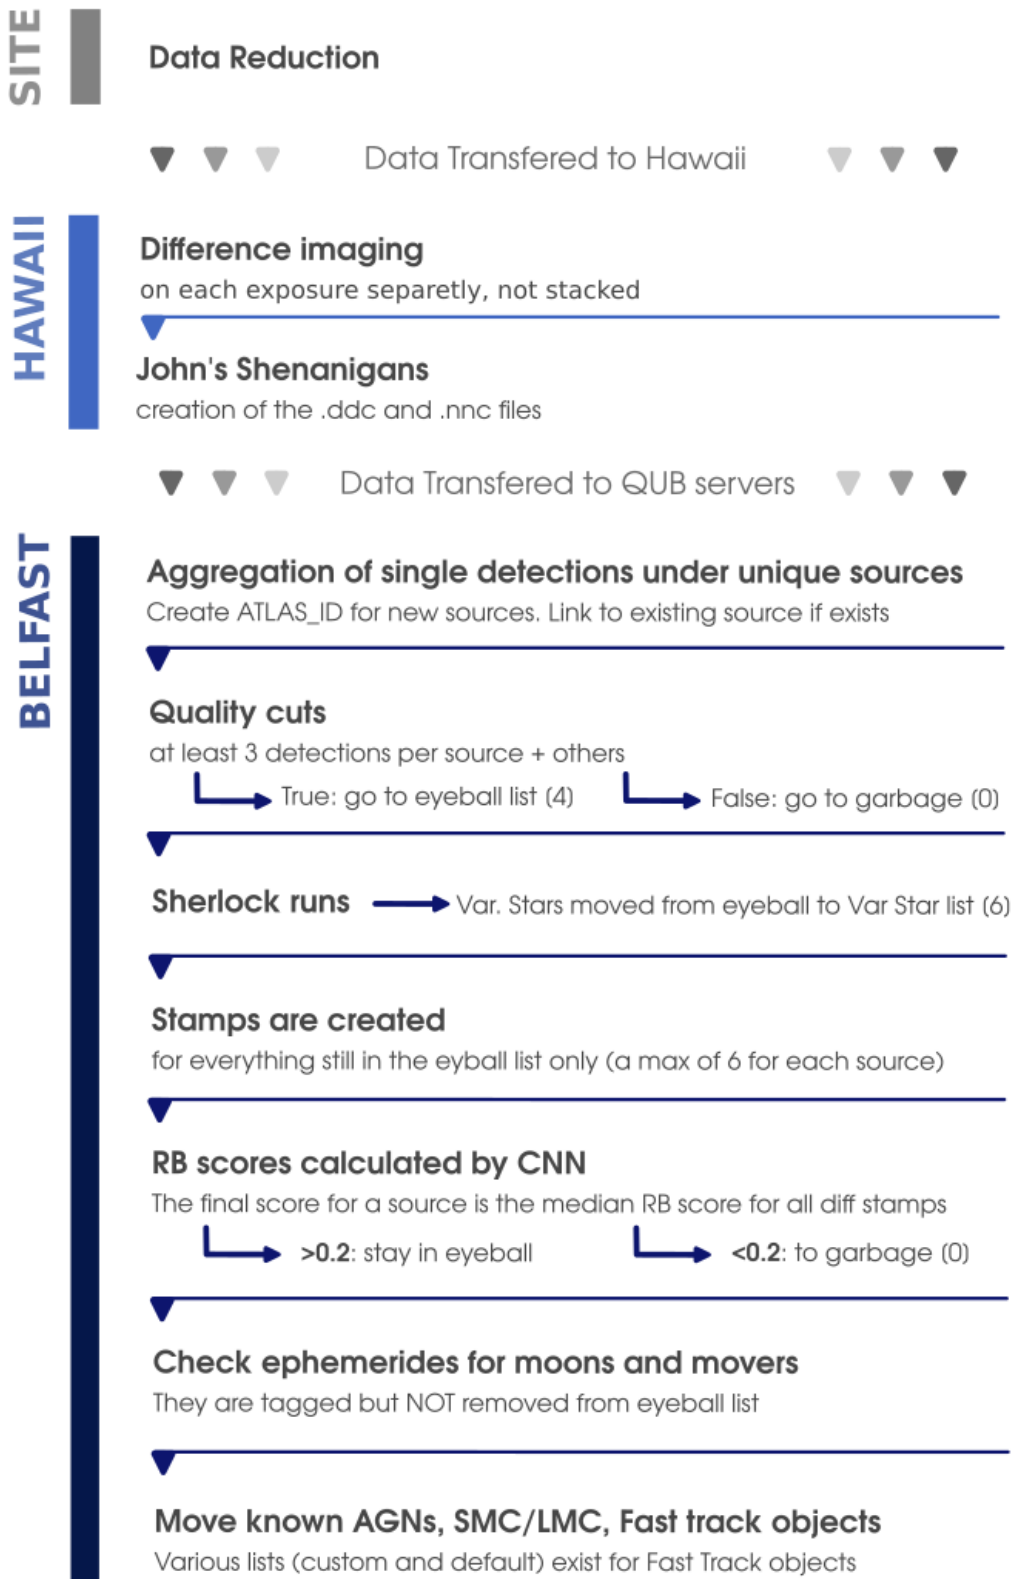 SITE
Data Reduction
Data Transfered to Hawaii
HAWAII
Difference imaging
on each exposure separetly, not stacked
John's Shenanigans
creation of the .ddc and .nnc files
Data Transfered to QUB servers
BELFAST
Aggregation of single detections under unique sources
Create ATLAS_ID for new sources. Link to existing source if exists
Quality cuts
at least 3 detections per source + others
True: go to eyeball list (4)
False: go to garbage (0)
Sherlock runs
Var. Stars moved from eyeball to Var Star list (6)
Stamps are created
for everything still in the eyball list only (a max of 6 for each source)
RB scores calculated by CNN
The final score for a source is the median RB score for all diff stamps
>0.2: stay in eyeball
<0.2: to garbage (0)
Check ephemerides for moons and movers
They are tagged but NOT removed from eyeball list
Move known AGNs, SMC/LMC, Fast track objects
Various lists (custom and default) exist for Fast Track objects